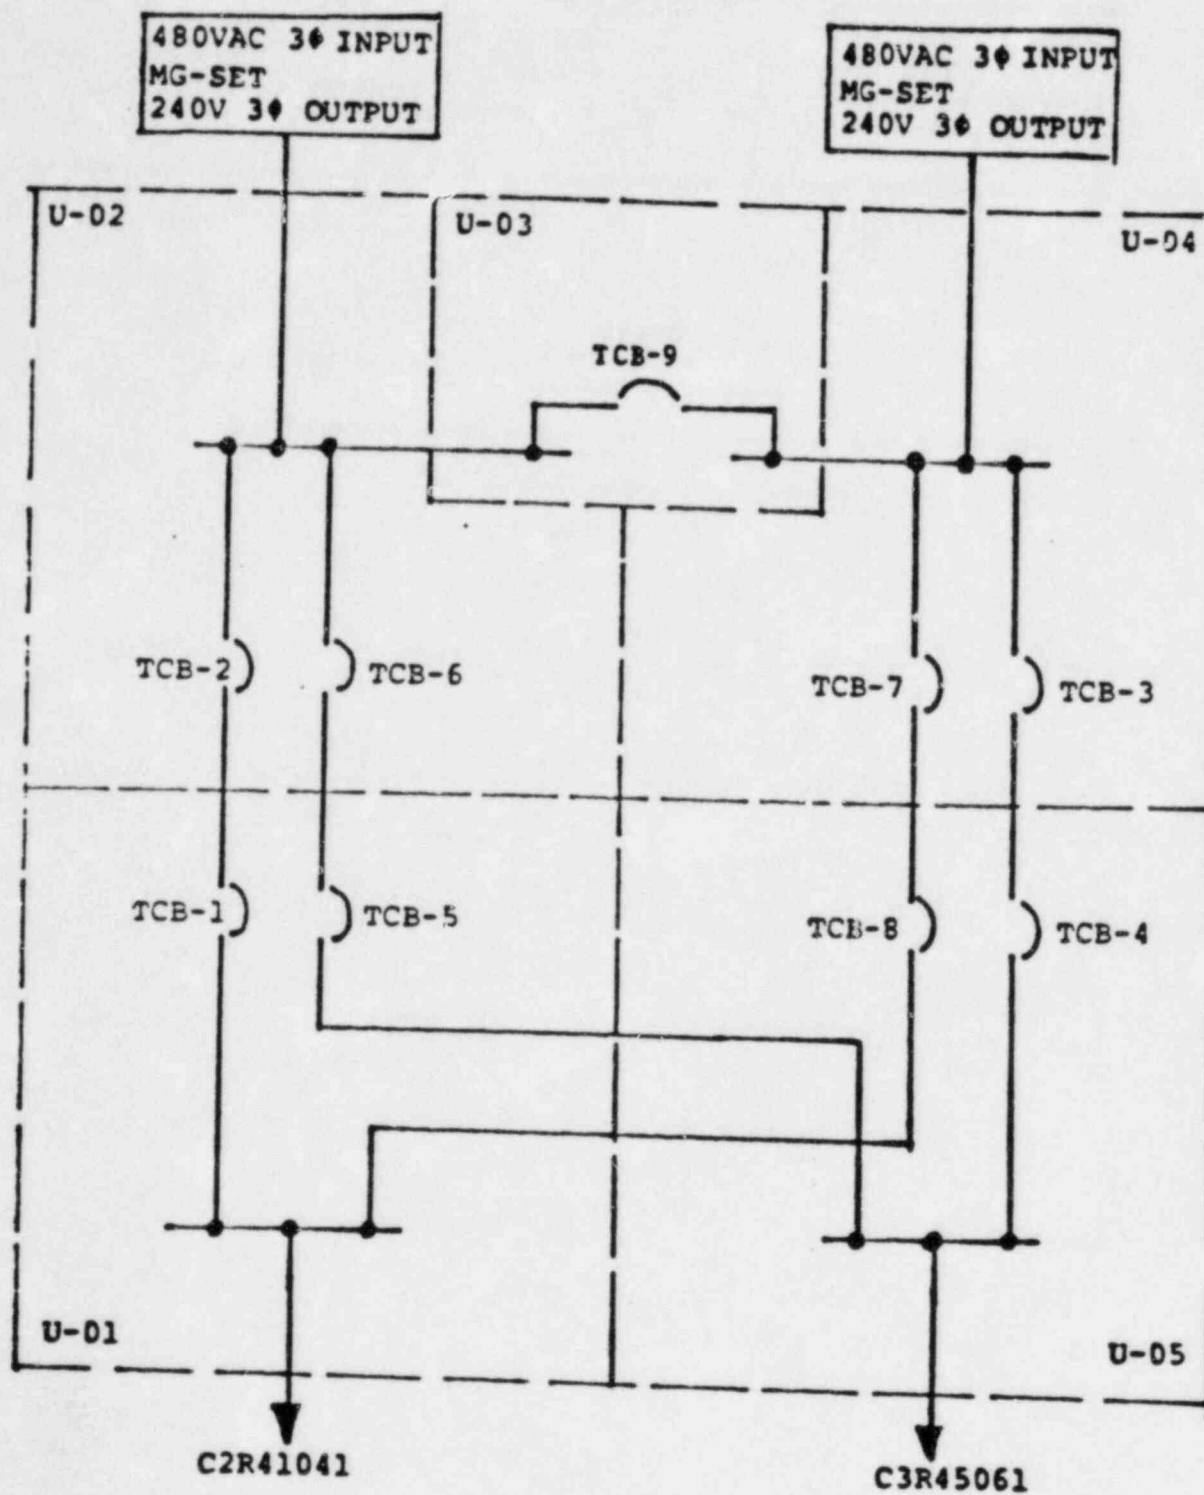 480VAC 3ϕ INPUT
MG-SET
240V 3ϕ OUTPUT
480VAC 3ϕ INPUT
MG-SET
240V 3ϕ OUTPUT
U-02
U-03
U-04
TCB-9
TCB-2
TCB-6
TCB-7
TCB-3
TCB-1
TCB-5
TCB-8
TCB-4
U-01
U-05
C2R41041
C3R45061